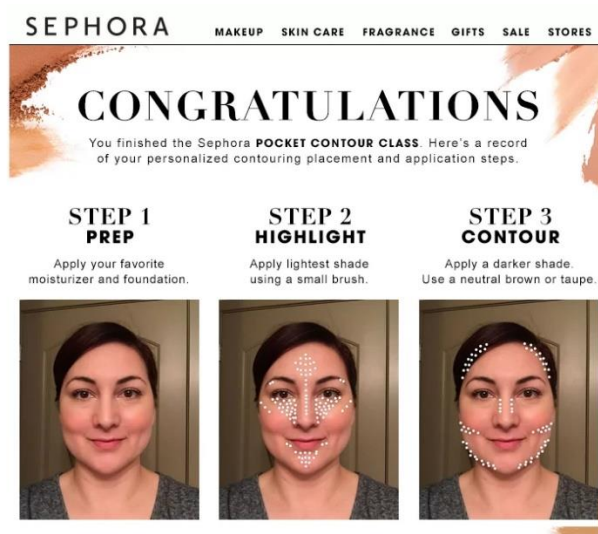 SEPHORA
MAKEUP SKIN CARE FRAGRANCE GIFTS SALE STORES
CONGRATULATIONS
You finished the Sephora POCKET CONTOUR CLASS. Here's a record
of your personalized contouring placement and application steps.
STEP 1
PREP
Apply your favorite
moisturizer and foundation.
STEP 2
HIGHLIGHT
Apply lightest shade
using a small brush.
STEP 3
CONTOUR
Apply a darker shade.
Use a neutral brown or taupe.